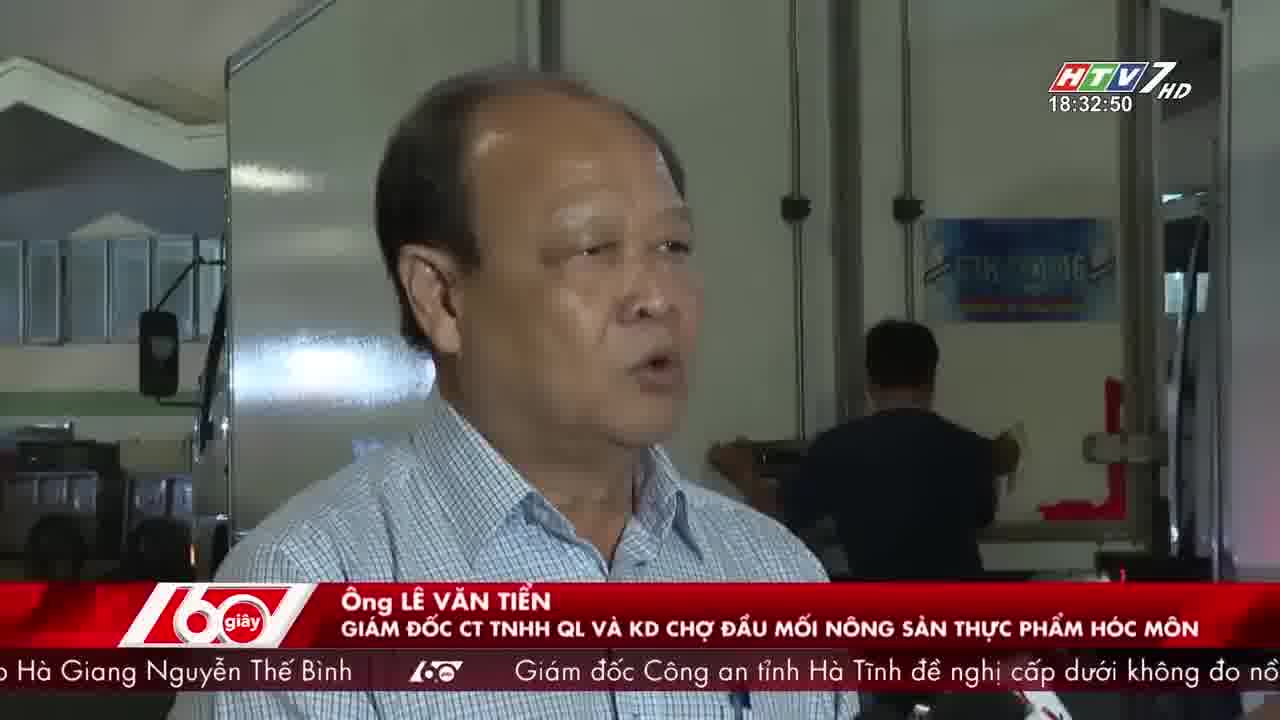 HTV7 HD
18:32:50
60 giây
Ông LÊ VĂN TIỀN
GIÁM ĐỐC CT TNHH QL VÀ KD CHỢ ĐẦU MỐI NÔNG SẢN THỰC PHẨM HÓC MÔN
Hà Giang Nguyễn Thế Bình 60 Giám đốc Công an tỉnh Hà Tĩnh đề nghị cấp dưới không đo